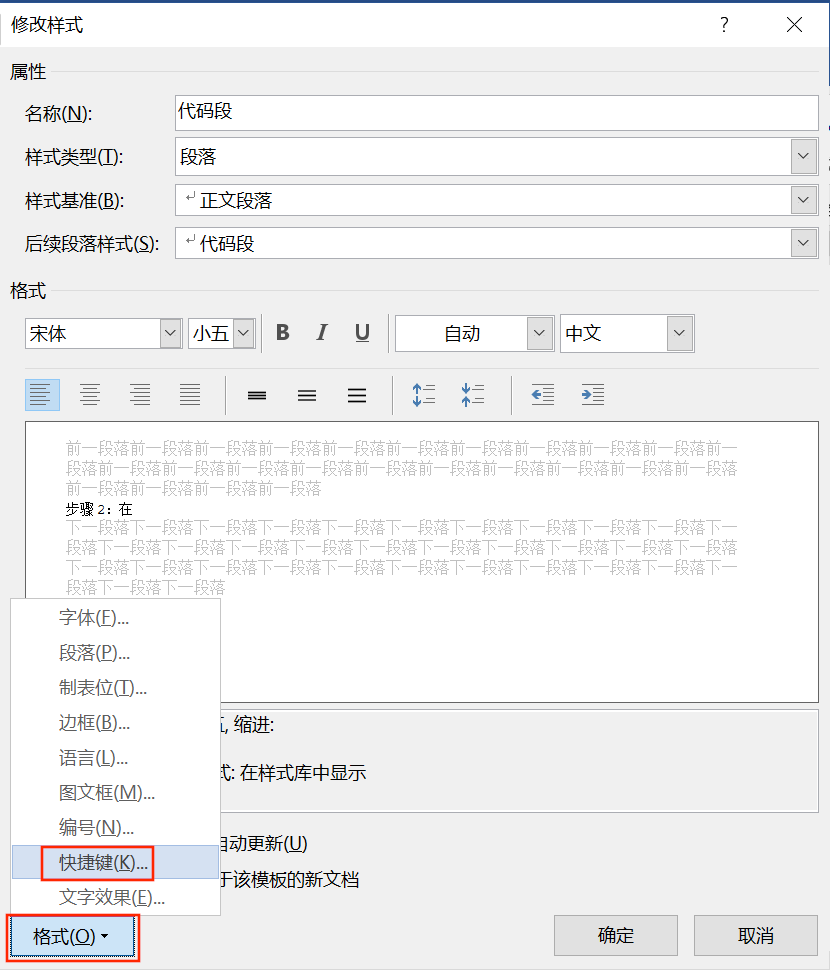 修改样式
?
属性
名称(N):
代码段
样式类型(T):
段落
样式基准(B):
正文段落
后续段落样式(S):
代码段
格式
宋体
小五
B I U
自动
中文
前一段落前一段落前一段落前一段落前一段落前一段落前一段落前一段落前一段落前一段落前一
段落前一段落前一段落前一段落前一段落前一段落前一段落前一段落前一段落前一段落前一段落
前一段落前一段落前一段落前一段落
步骤 2：在
下一段落下一段落下一段落下一段落下一段落下一段落下一段落下一段落下一段落下一段落下一
段落下一段落下一段落下一段落下一段落下一段落下一段落下一段落下一段落下一段落下一段落
下一段落下一段落下一段落下一段落下一段落下一段落下一段落下一段落下一段落下一段落下一
段落下一段落下一段落
字体(F)...
段落(P)...
制表位(T)...
边框(B)...
语言(L)...
图文框(M)...
编号(N)...
快捷键(K)...
文字效果(E)...
, 缩进:
式: 在样式库中显示
自动更新(U)
于该模板的新文档
格式(O)
确定
取消